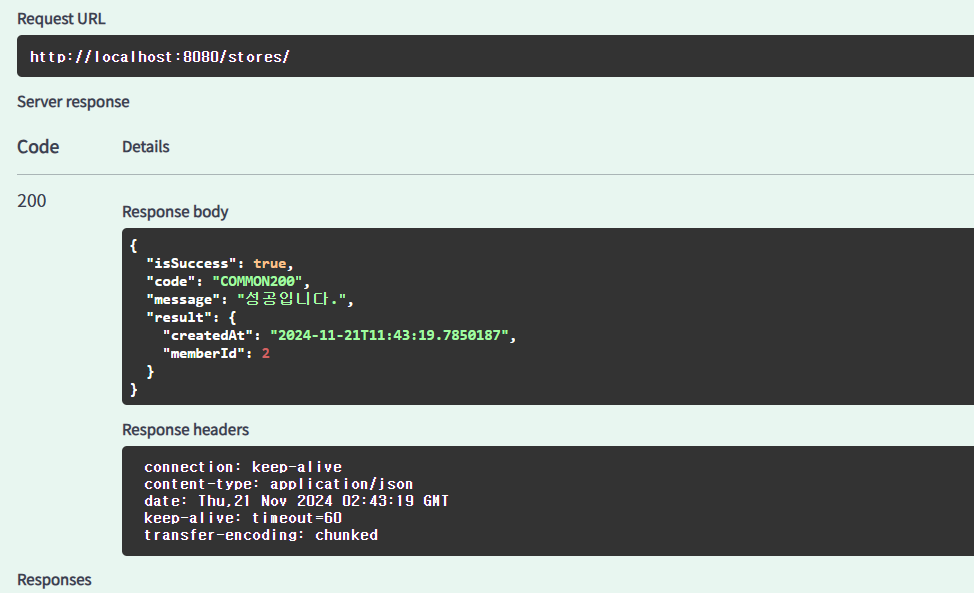 Request URL
http://localhost:8080/stores/
Server response
Code Details
200
Response body
{
  "isSuccess": true,
  "code": "COMMON200",
  "message": "성공입니다.",
  "result": {
    "createdAt": "2024-11-21T11:43:19.7850187",
    "memberId": 2
  }
}
Response headers
connection: keep-alive
content-type: application/json
date: Thu,21 Nov 2024 02:43:19 GMT
keep-alive: timeout=60
transfer-encoding: chunked
Responses